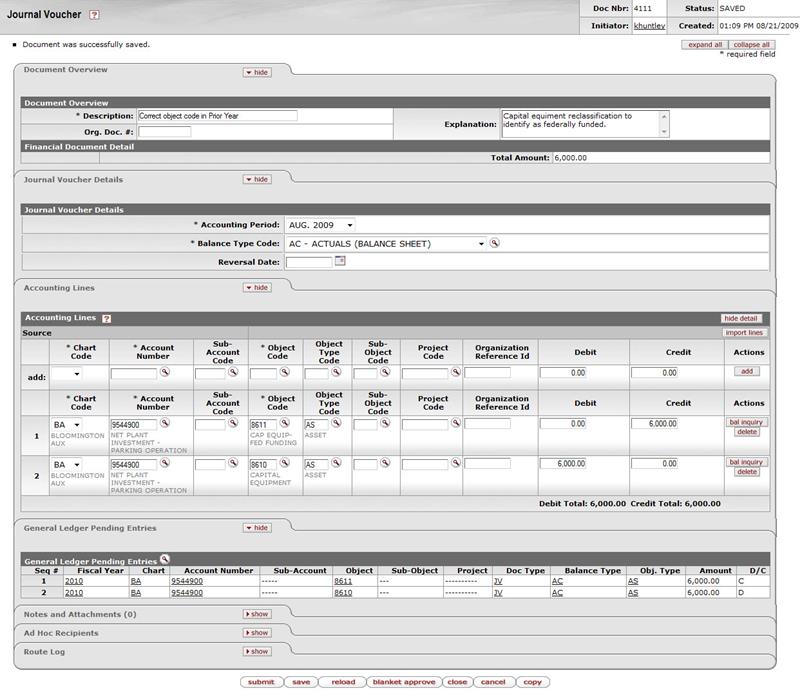 Journal Voucher ?
Doc Nbr: 4111 Status: SAVED
Initiator: khuntley Created: 01:09 PM 08/21/2009
Document was successfully saved.
expand all collapse all
* required field
Document Overview hide
Document Overview
* Description: Correct object code in Prior Year
Explanation: Capital equiment reclassification to
identify as federally funded.
Org. Doc. #:
Financial Document Detail
Total Amount: 6,000.00
Journal Voucher Details hide
Journal Voucher Details
* Accounting Period: AUG. 2009
* Balance Type Code: AC - ACTUALS (BALANCE SHEET)
Reversal Date:
Accounting Lines hide
Accounting Lines ? hide detail
Source import lines
* Chart Code * Account Number Sub-Account Code * Object Code Object Type Code Sub-Object Code Project Code Organization Reference Id Debit Credit Actions
add: 0.00 0.00 add
* Chart Code * Account Number Sub-Account Code * Object Code Object Type Code Sub-Object Code Project Code Organization Reference Id Debit Credit Actions
1 BA 9544900 8611 AS 0.00 6,000.00 bal inquiry
BLOOMINGTON AUX NET PLANT INVESTMENT - PARKING OPERATION CAP EQUIP-FED FUNDING ASSET delete
2 BA 9544900 8610 AS 6,000.00 0.00 bal inquiry
BLOOMINGTON AUX NET PLANT INVESTMENT - PARKING OPERATION CAPITAL EQUIPMENT ASSET delete
Debit Total: 6,000.00 Credit Total: 6,000.00
General Ledger Pending Entries hide
General Ledger Pending Entries
Seq # Fiscal Year Chart Account Number Sub-Account Object Sub-Object Project Doc Type Balance Type Obj. Type Amount D/C
1 2010 BA 9544900 ----- 8611 --- ---------- JV AC AS 6,000.00 C
2 2010 BA 9544900 ----- 8610 --- ---------- JV AC AS 6,000.00 D
Notes and Attachments (0) show
Ad Hoc Recipients show
Route Log show
submit save reload blanket approve close cancel copy